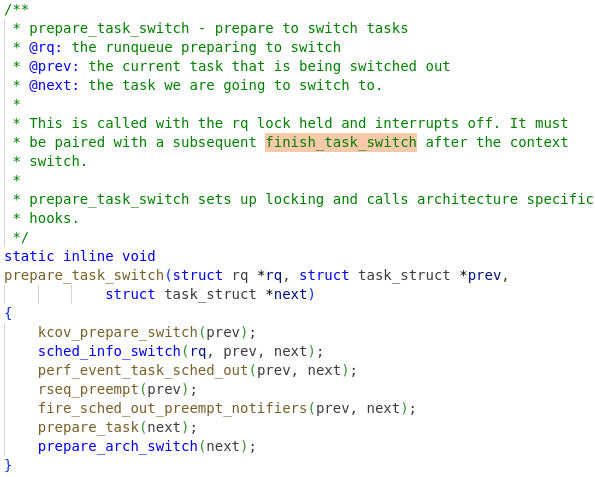 /**
 * prepare_task_switch - prepare to switch tasks
 * @rq: the runqueue preparing to switch
 * @prev: the current task that is being switched out
 * @next: the task we are going to switch to.
 *
 * This is called with the rq lock held and interrupts off. It must
 * be paired with a subsequent finish_task_switch after the context
 * switch.
 *
 * prepare_task_switch sets up locking and calls architecture specific
 * hooks.
 */
static inline void
prepare_task_switch(struct rq *rq, struct task_struct *prev,
            struct task_struct *next)
{
    kcov_prepare_switch(prev);
    sched_info_switch(rq, prev, next);
    perf_event_task_sched_out(prev, next);
    rseq_preempt(prev);
    fire_sched_out_preempt_notifiers(prev, next);
    prepare_task(next);
    prepare_arch_switch(next);
}